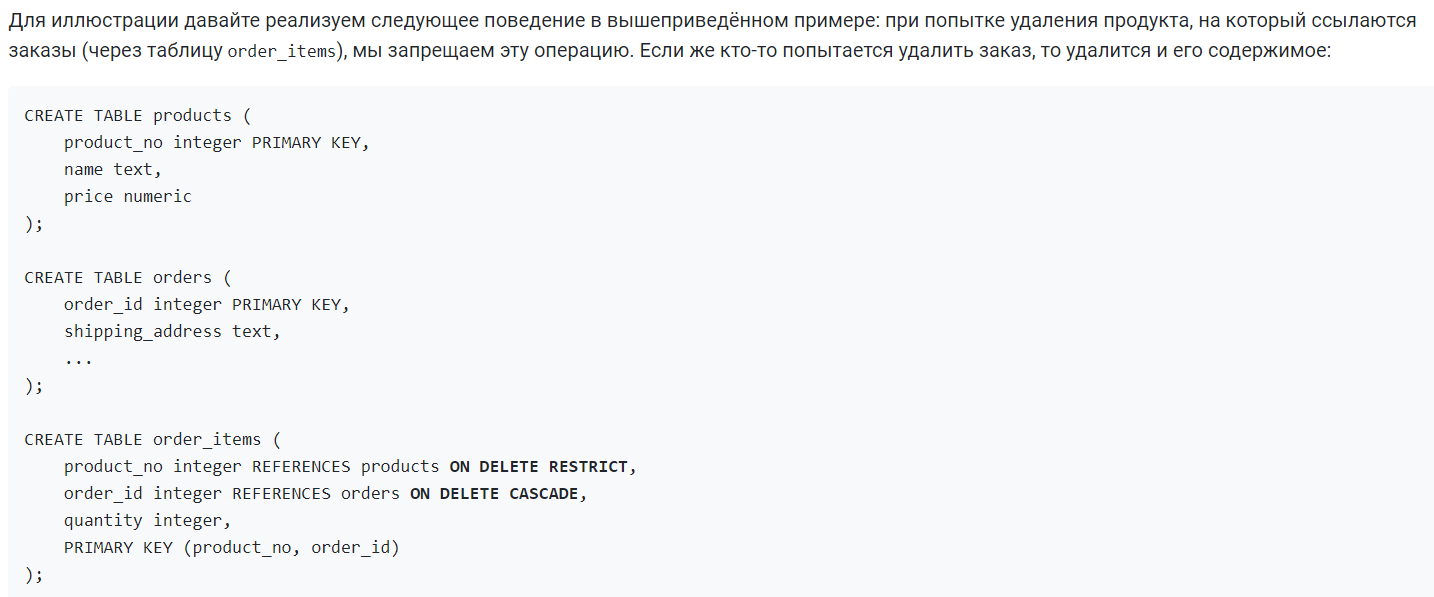 Для иллюстрации давайте реализуем следующее поведение в вышеприведённом примере: при попытке удаления продукта, на который ссылаются
заказы (через таблицу order_items), мы запрещаем эту операцию. Если же кто-то попытается удалить заказ, то удалится и его содержимое:
CREATE TABLE products (
    product_no integer PRIMARY KEY,
    name text,
    price numeric
);
CREATE TABLE orders (
    order_id integer PRIMARY KEY,
    shipping_address text,
    ...
);
CREATE TABLE order_items (
    product_no integer REFERENCES products ON DELETE RESTRICT,
    order_id integer REFERENCES orders ON DELETE CASCADE,
    quantity integer,
    PRIMARY KEY (product_no, order_id)
);